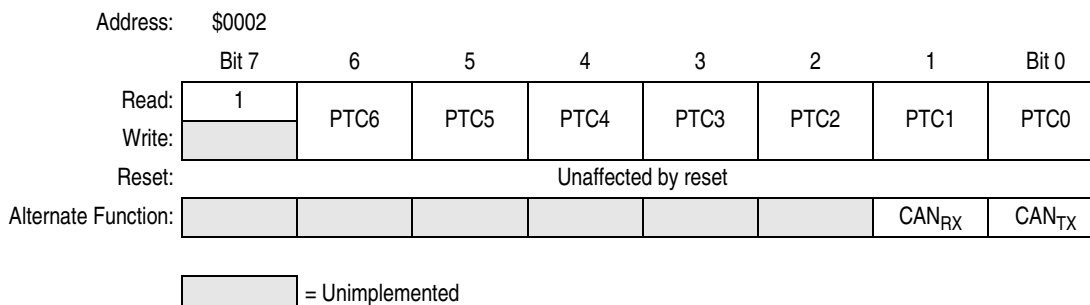 Address: $0002
Bit 7 6 5 4 3 2 1 Bit 0
Read: 1 PTC6 PTC5 PTC4 PTC3 PTC2 PTC1 PTC0
Write:
Reset: Unaffected by reset
Alternate Function: CANRX CANTX
= Unimplemented